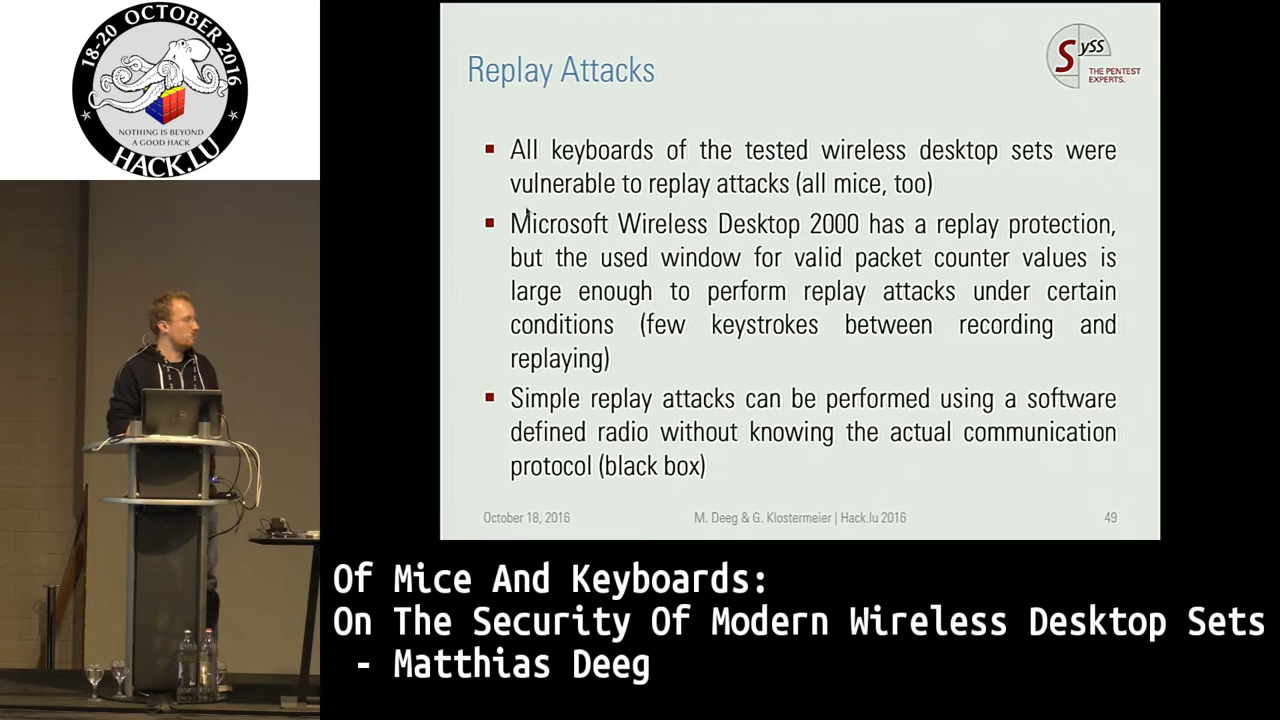 18-20 OCTOBER 2016
NOTHING IS BEYOND
A GOOD HACK
HACK.LU
Replay Attacks
SySS
THE PENTEST
EXPERTS.
All keyboards of the tested wireless desktop sets were
vulnerable to replay attacks (all mice, too)
Microsoft Wireless Desktop 2000 has a replay protection,
but the used window for valid packet counter values is
large enough to perform replay attacks under certain
conditions (few keystrokes between recording and
replaying)
Simple replay attacks can be performed using a software
defined radio without knowing the actual communication
protocol (black box)
October 18, 2016
M. Deeg & G. Klostermeier | Hack.lu 2016
49
Of Mice And Keyboards:
On The Security Of Modern Wireless Desktop Sets
- Matthias Deeg